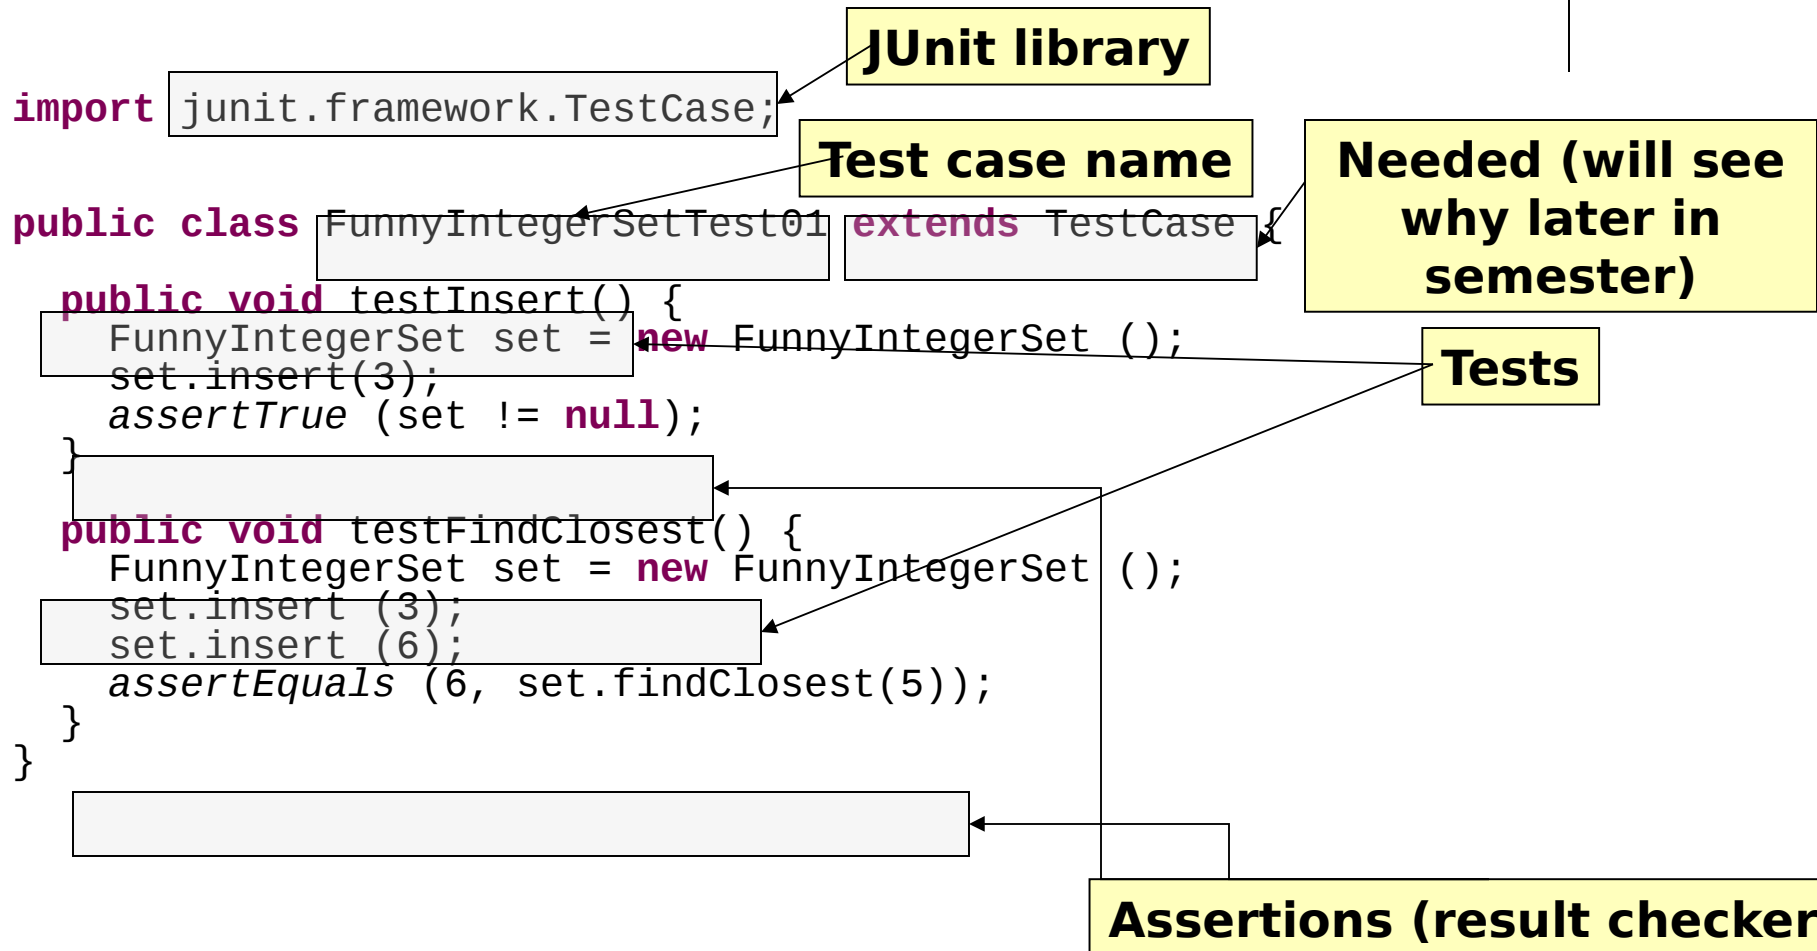 JUnit library
import junit.framework.TestCase;
Test case name
Needed (will see
why later in
semester)
public class FunnyIntegerSetTest01 extends TestCase {
public void testInsert() {
FunnyIntegerSet set = new FunnyIntegerSet ();
set.insert(3);
assertTrue (set != null);
}
Tests
public void testFindClosest() {
FunnyIntegerSet set = new FunnyIntegerSet ();
set.insert (3);
set.insert (6);
assertEquals (6, set.findClosest(5));
}
}
Assertions (result checker